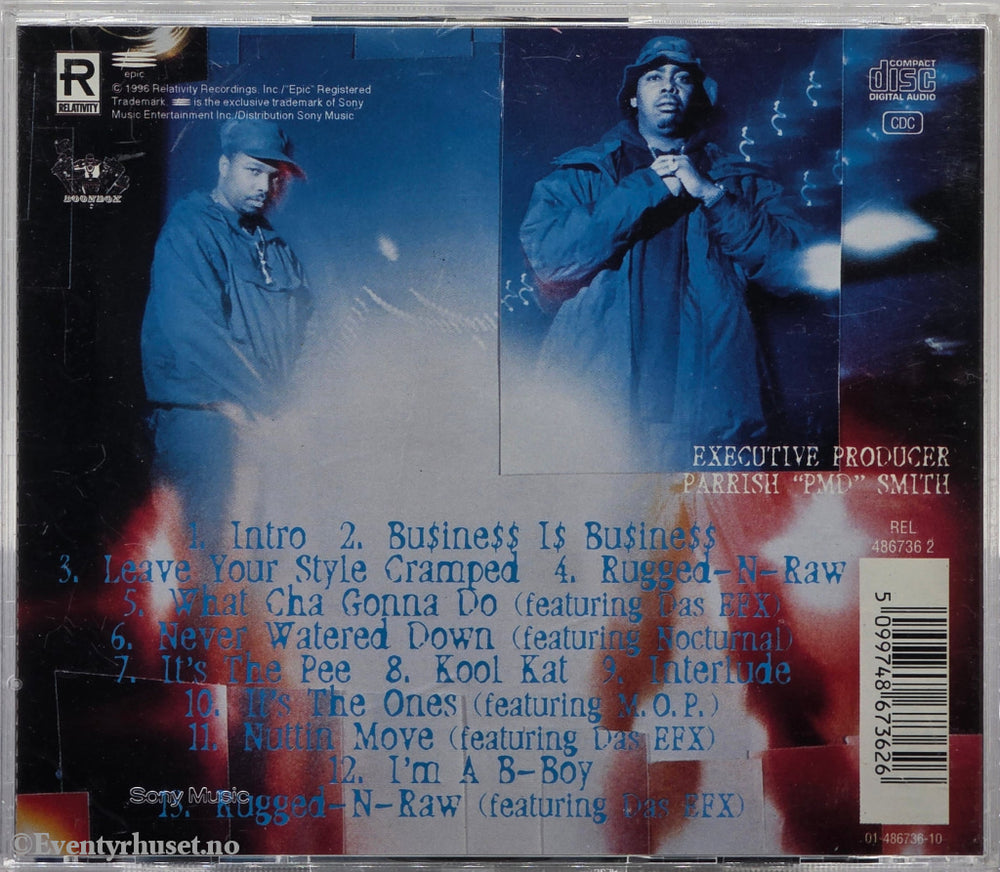 R
RELATIVITY
epic
© 1996 Relativity Recordings. Inc /"Epic" Registered
Trademark. is the exclusive trademark of Sony
Music Entertainment Inc./Distribution Sony Music
BOONDOX
COMPACT
disc
DIGITAL AUDIO
CDC
EXECUTIVE PRODUCER
PARRISH "PMD" SMITH
REL
486736 2
1. Intro 2. Bu$ine$$ I$ Bu$ine$$
3. Leave Your Style Cramped 4. Rugged-N-Raw
5. What Cha Gonna Do (featuring Das EFX)
6. Never Watered Down (featuring Nocturnal)
7. It's The Pee 8. Kool Kat 9. Interlude
10. It's The Ones (featuring M.O.P.)
11. Nuttin Move (featuring Das EFX)
12. I'm A B-Boy
13. Rugged-N-Raw (featuring Das EFX)
Sony Music
5 099748 673626
01-486736-10
©Eventyrhuset.no